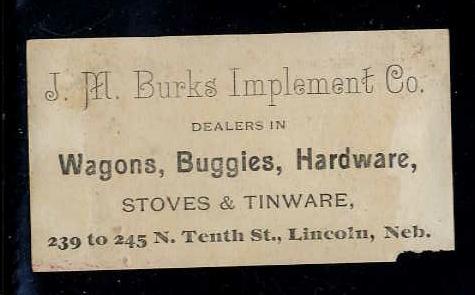 J. M. Burks Implement Co.
DEALERS IN
Wagons, Buggies, Hardware,
STOVES & TINWARE,
239 to 245 N. Tenth St., Lincoln, Neb.